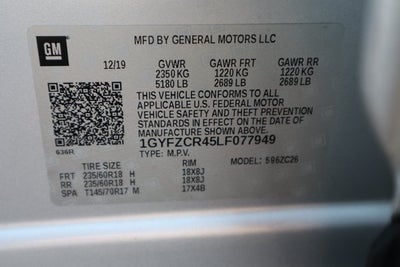 GM
MFD BY GENERAL MOTORS LLC
12/19 GVWR GAWR FRT GAWR RR
2350 KG 1220 KG 1220 KG
5180 LB 2689 LB 2689 LB
THIS VEHICLE CONFORMS TO ALL
APPLICABLE U.S. FEDERAL MOTOR
VEHICLE SAFETY, BUMPER, AND
THEFT PREVENTION STANDARDS
IN EFFECT ON THE DATE OF
MANUFACTURE SHOWN ABOVE.
636R 1GYFZCR45LF077949
TYPE: M.P.V. MODEL: 596ZC26
TIRE SIZE RIM
FRT 235/60R18 H 18X8J
RR 235/60R18 H 18X8J
SPA T145/70R17 M 17X4B